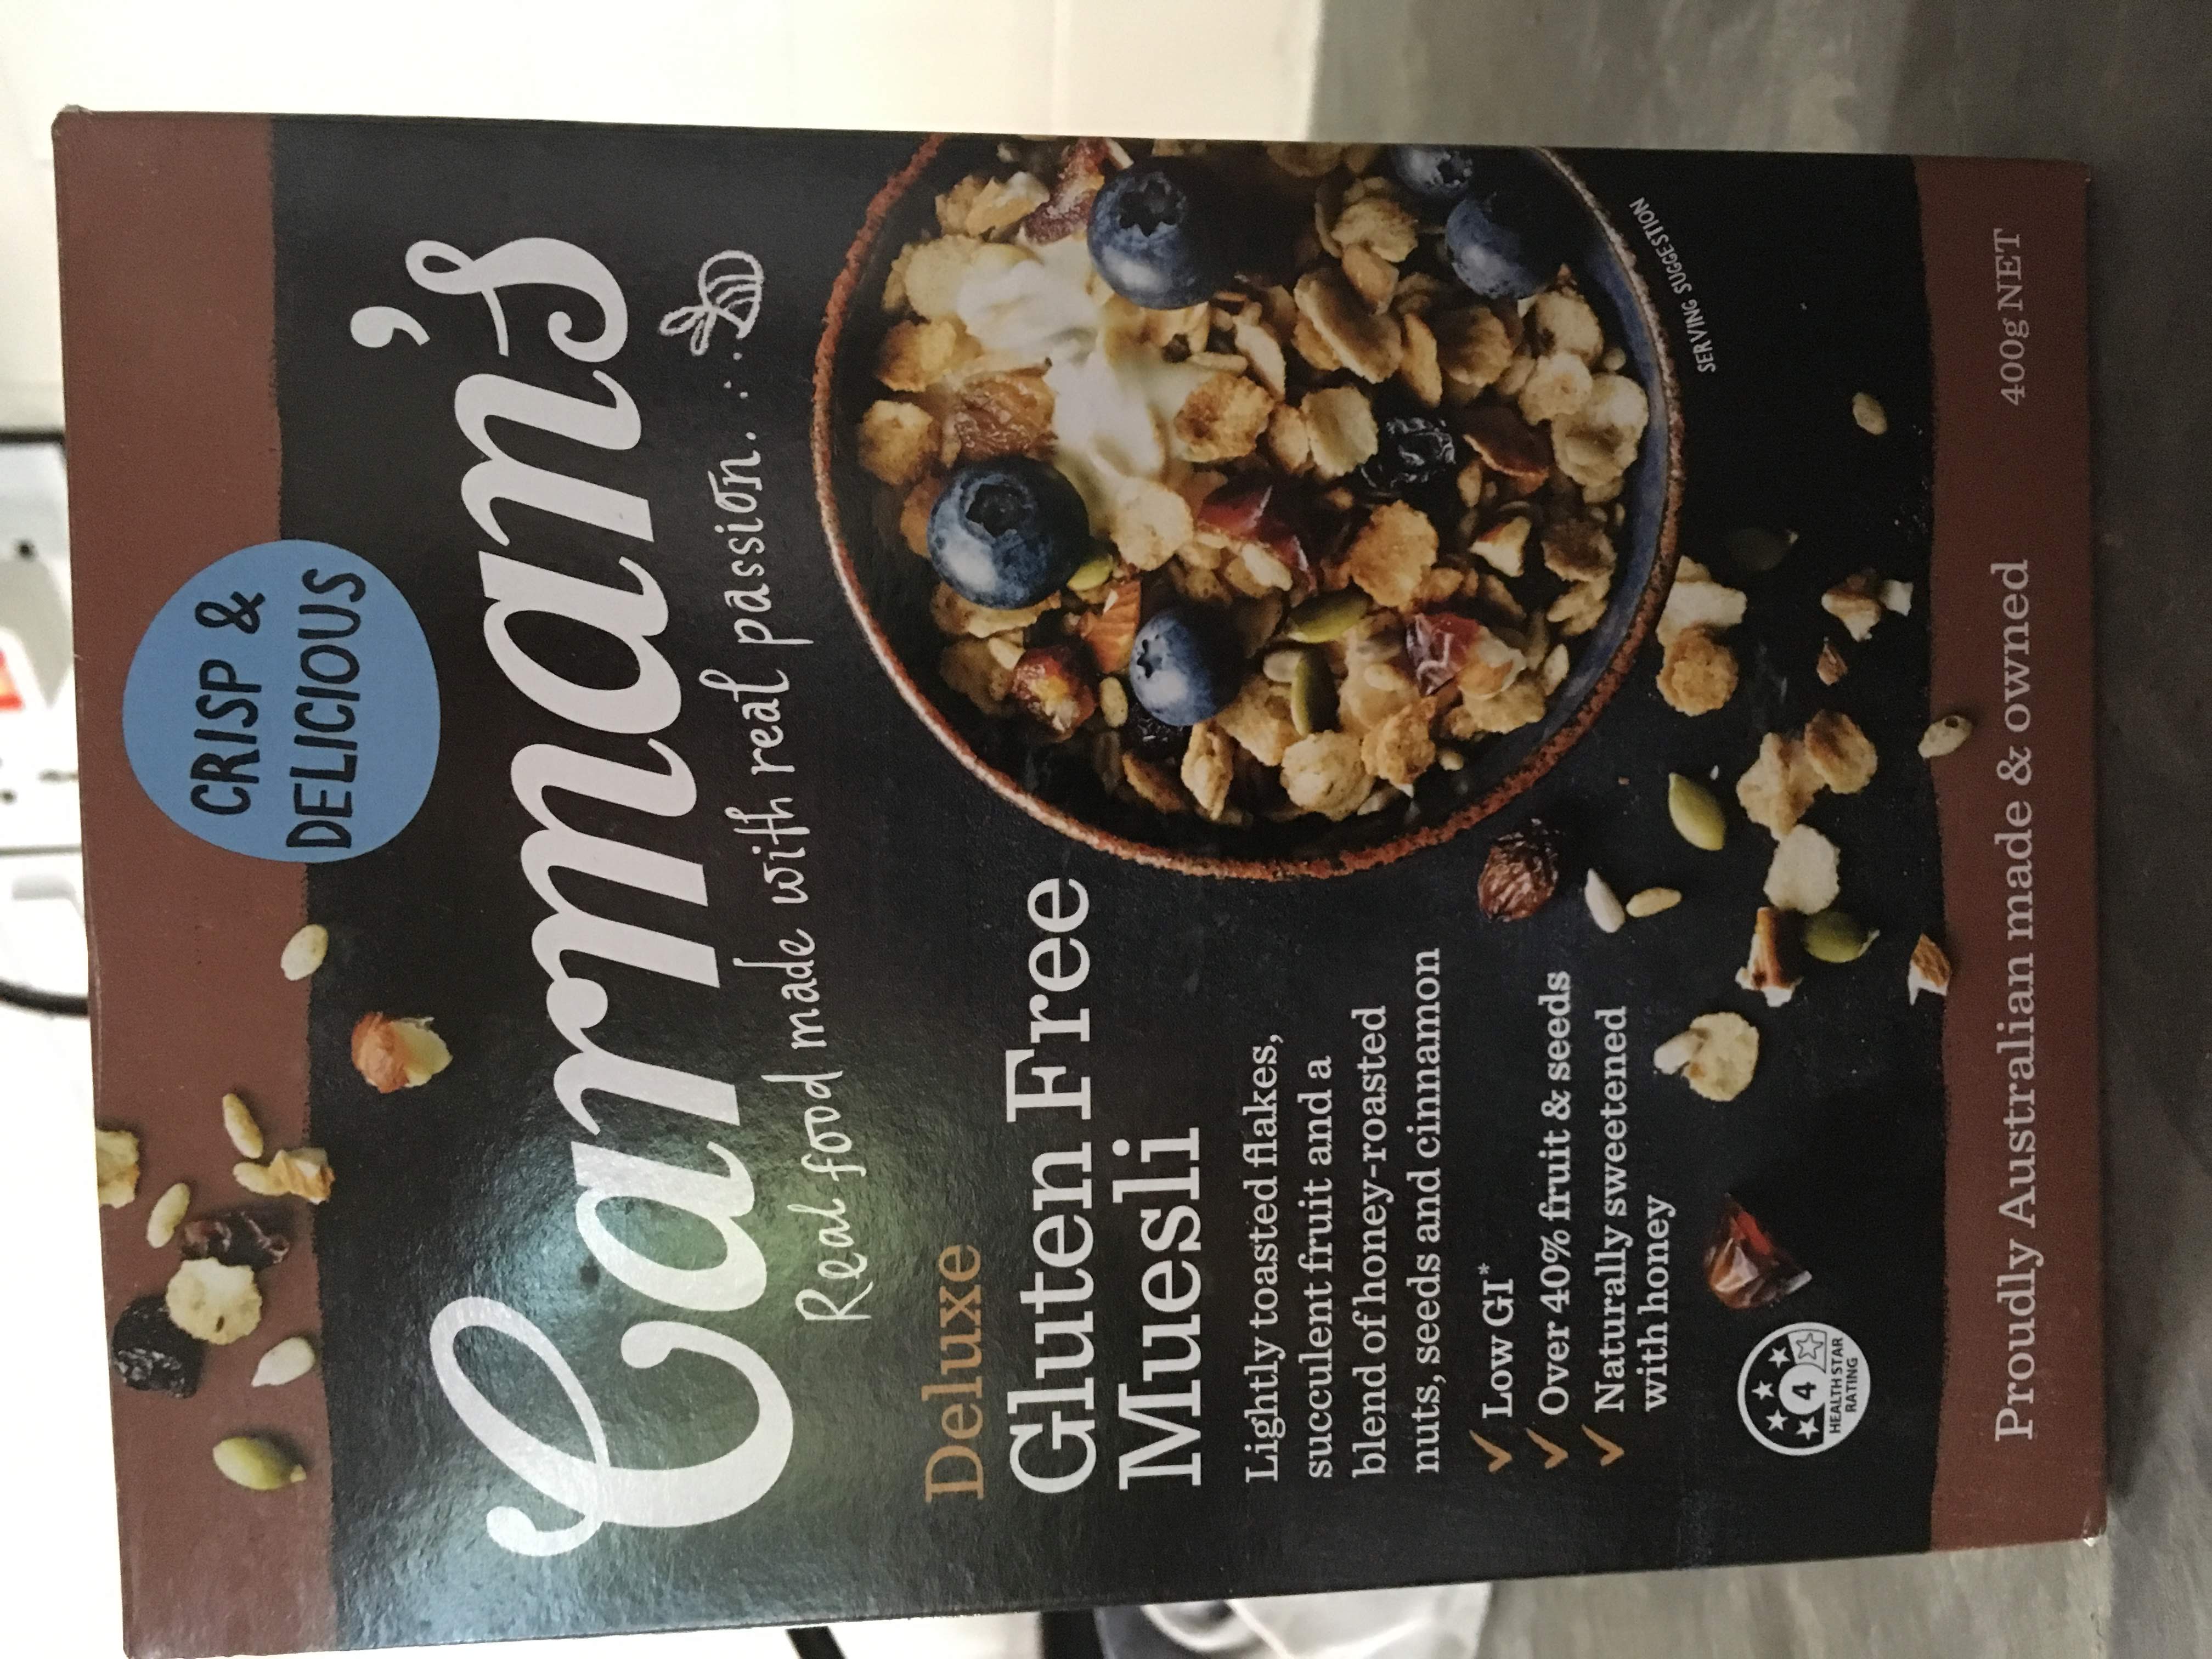 CRISP &
DELICIOUS
Carman's
Real food made with real passion.
Deluxe
Gluten Free
Muesli
Lightly toasted flakes,
succulent fruit and a
blend of honey-roasted
nuts, seeds and cinnamon
Low GI*
Over 40% fruit & seeds
Naturally sweetened
with honey
SERVING SUGGESTION
4
HEALTH STAR
RATING
Proudly Australian made & owned
400g NET